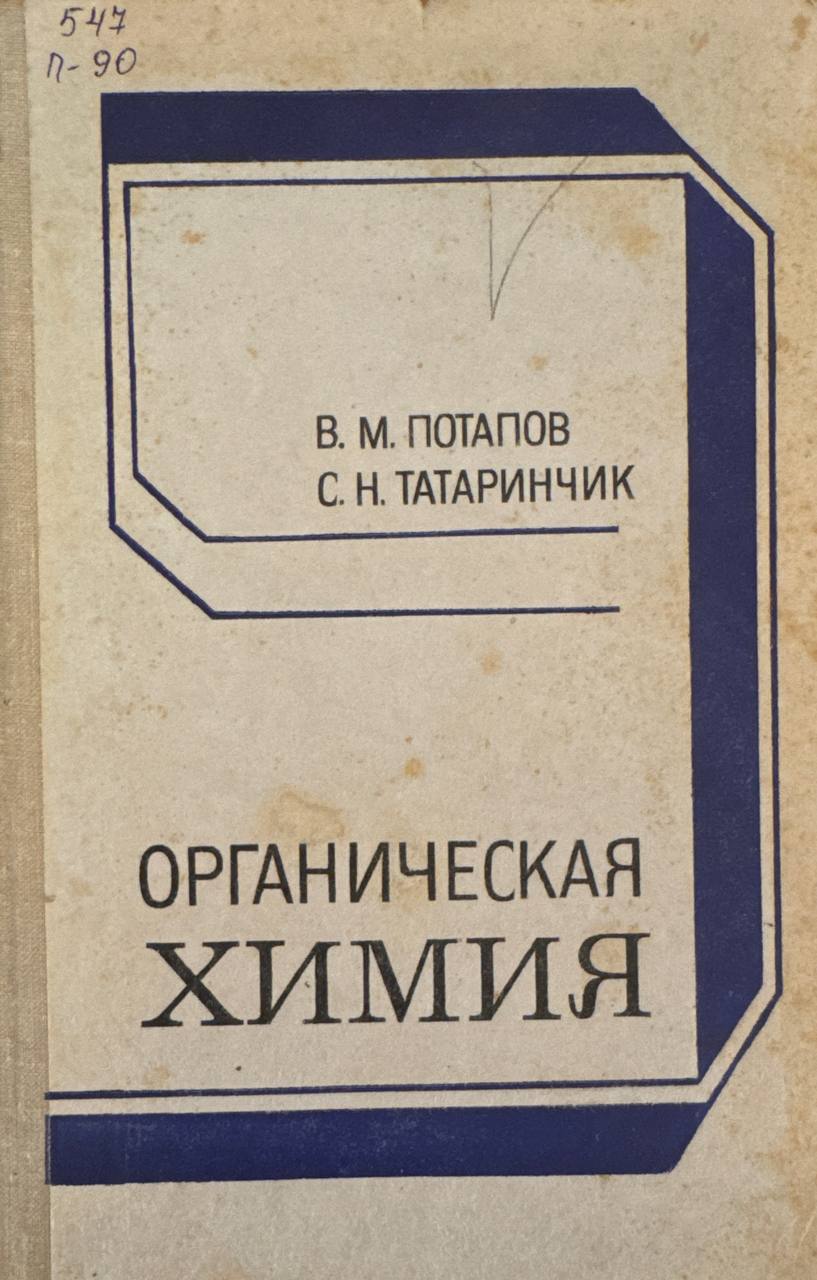 547
П-90
В. М. ПОТАПОВ
С. Н. ТАТАРИНЧИК
ОРГАНИЧЕСКАЯ
ХИМИЯ